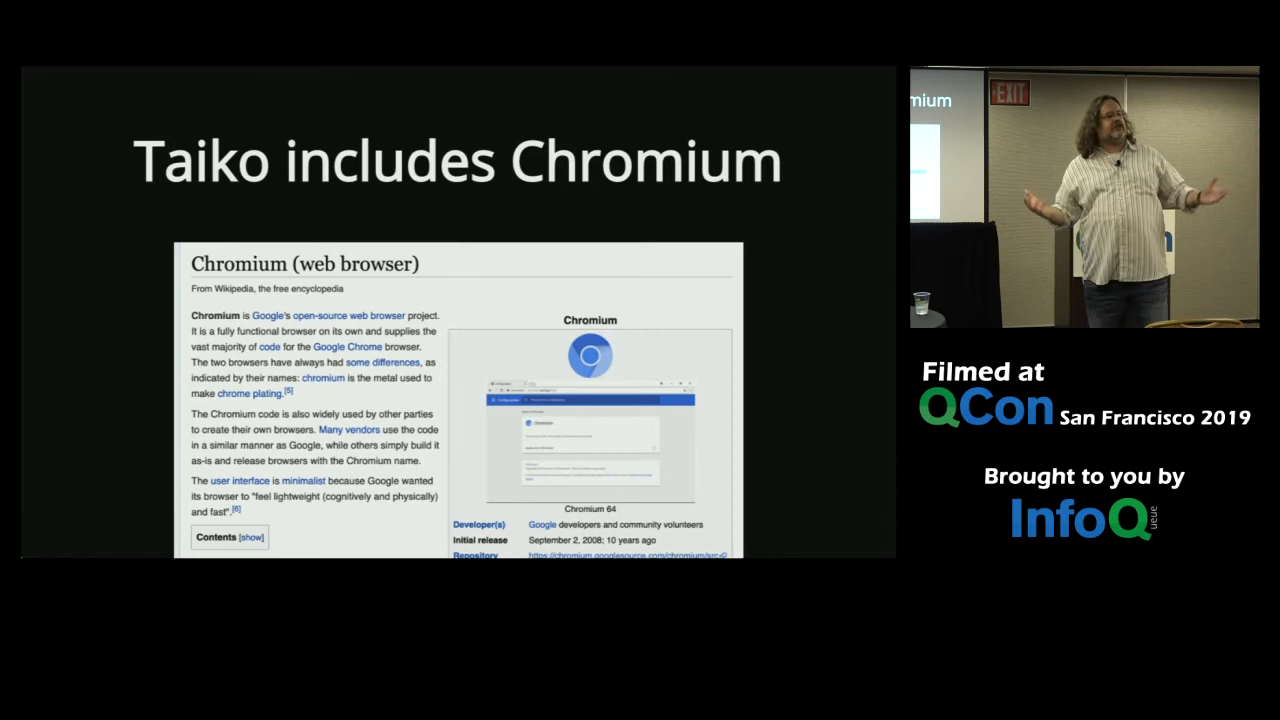 Taiko includes Chromium
Chromium (web browser)
From Wikipedia, the free encyclopedia
Chromium is Google's open-source web browser project.
It is a fully functional browser on its own and supplies the
vast majority of code for the Google Chrome browser.
The two browsers have always had some differences, as
indicated by their names: chromium is the metal used to
make chrome plating.[5]
The Chromium code is also widely used by other parties
to create their own browsers. Many vendors use the code
in a similar manner as Google, while others simply build it
as-is and release browsers with the Chromium name.
The user interface is minimalist because Google wanted
its browser to "feel lightweight (cognitively and physically)
and fast".[6]
Contents [show]
Chromium
Chromium
Chromium 64
Developer(s) Google developers and community volunteers
Initial release September 2, 2008; 10 years ago
Repository https://chromium.googlesource.com/chromium/src
mium
EXIT
Filmed at
QCon San Francisco 2019
Brought to you by
InfoQ
queue